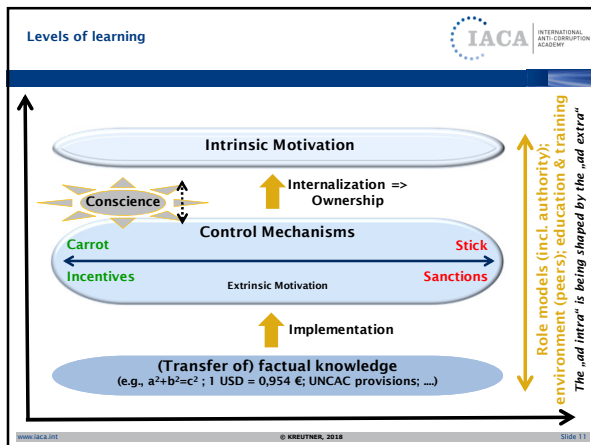 Levels of learning
IACA
INTERNATIONAL
ANTI-CORRUPTION
ACADEMY
Intrinsic Motivation
Conscience
Internalization =>
Ownership
Control Mechanisms
Carrot
Stick
Incentives
Sanctions
Extrinsic Motivation
Implementation
(Transfer of) factual knowledge
(e.g., a²+b²=c² ; 1 USD = 0,954 €; UNCAC provisions; ....)
Role models (incl. authority);
environment (peers); education & training
The „ad intra“ is being shaped by the „ad extra“
www.iaca.int
© KREUTNER, 2018
Slide 11